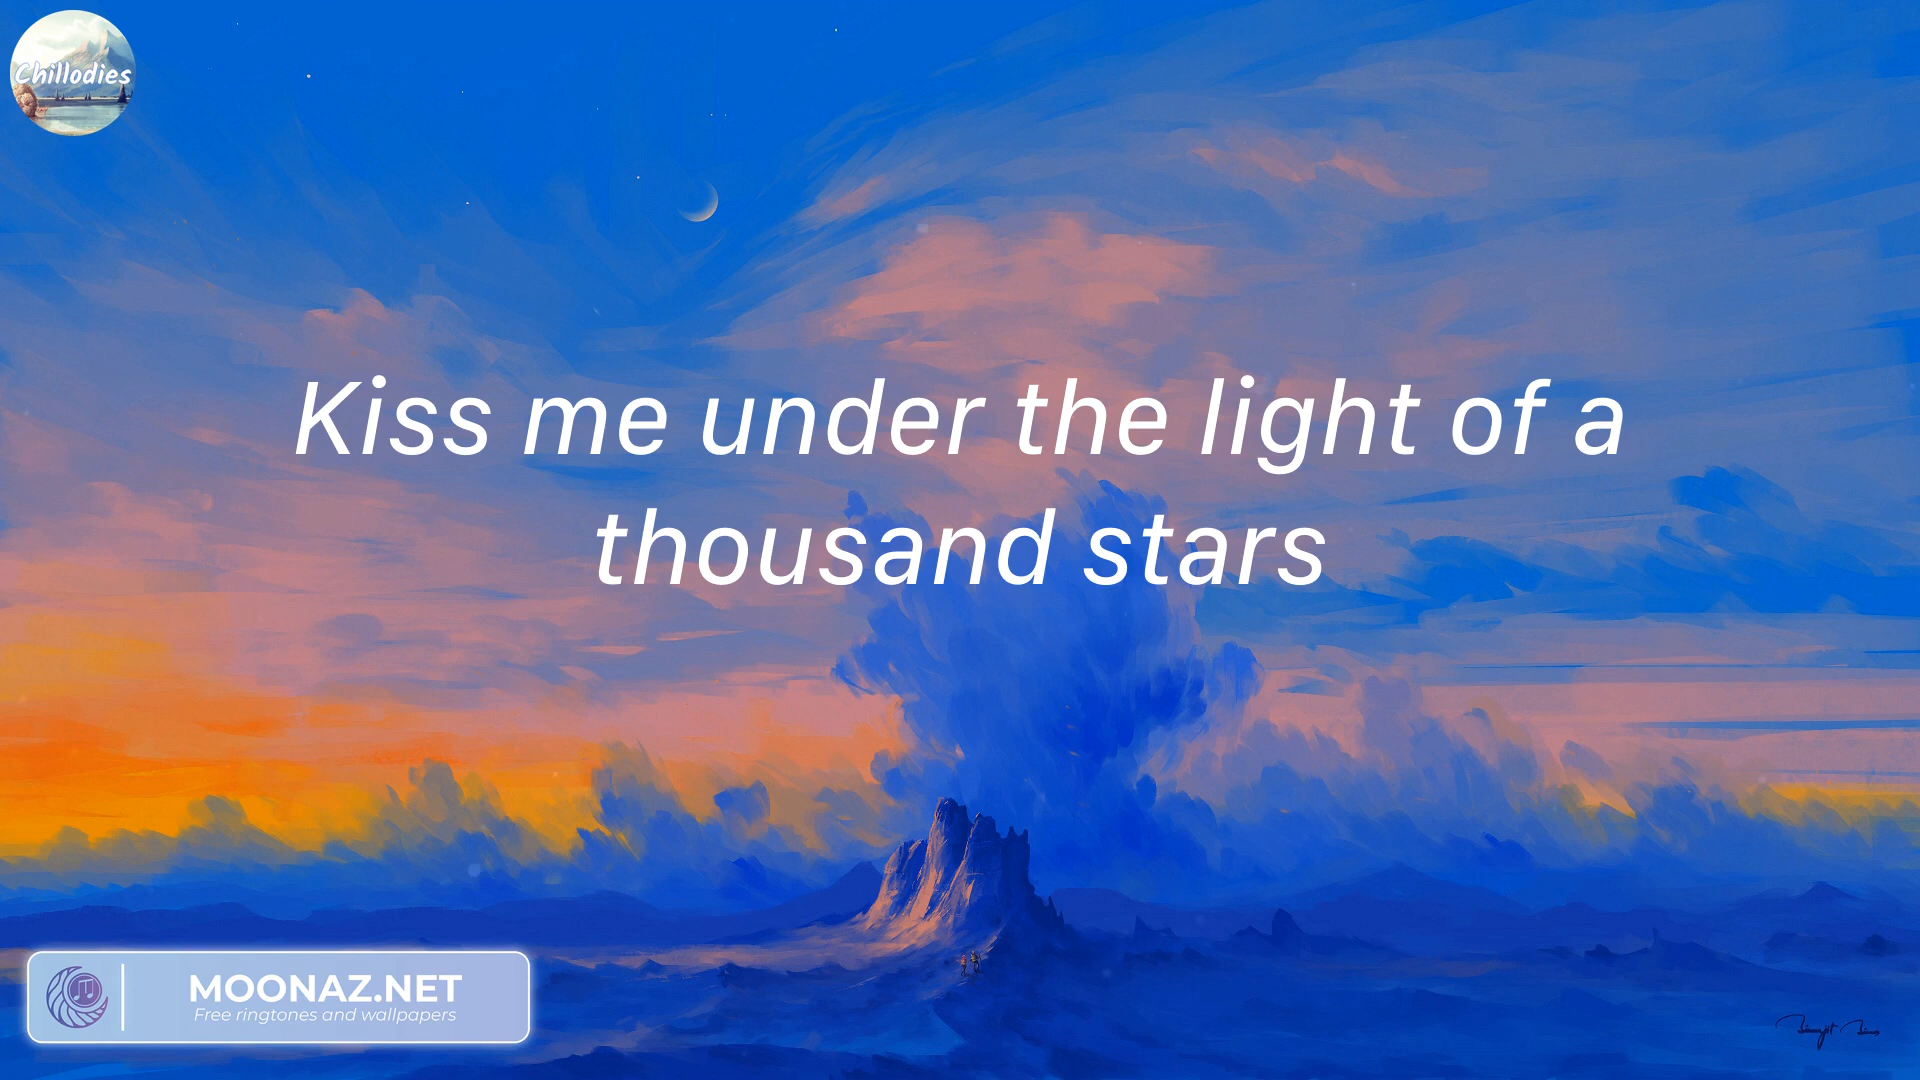 Chillodies
Kiss me under the light of a
thousand stars
MOONAZ.NET
Free ringtones and wallpapers